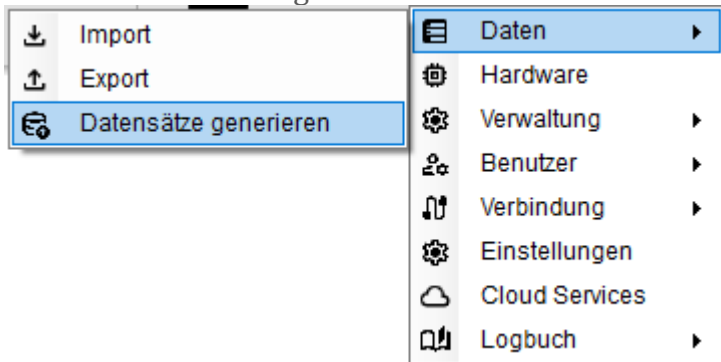 Import
Export
Datensätze generieren
Daten
Hardware
Verwaltung
Benutzer
Verbindung
Einstellungen
Cloud Services
Logbuch